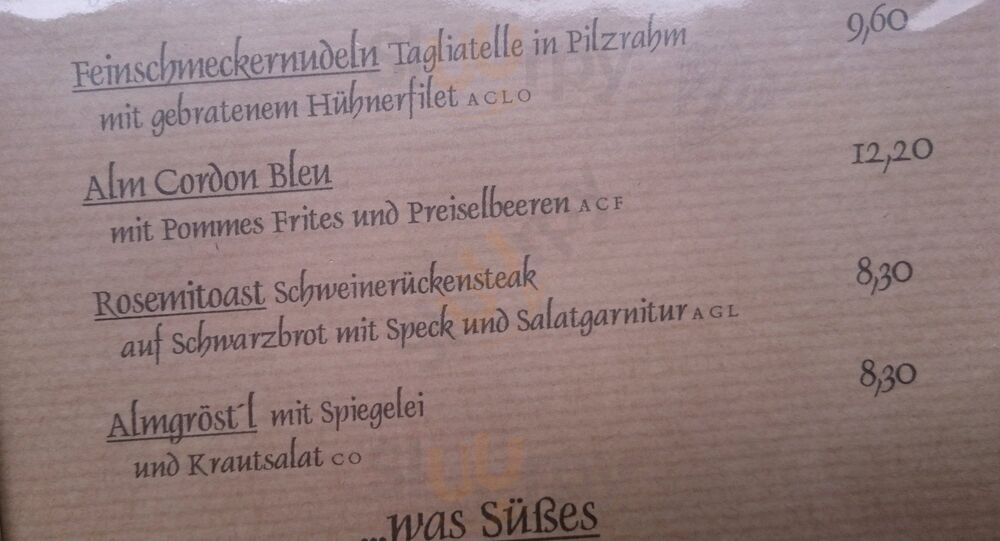 Feinschmeckernudeln Tagliatelle in Pilzrahm 9,60
mit gebratenem Hühnerfilet ACLO
Alm Cordon Bleu 12,20
mit Pommes Frites und Preiselbeeren ACF
Rosemitoast Schweinerückensteak 8,30
auf Schwarzbrot mit Speck und Salatgarnitur AGL
Almgröst´l mit Spiegelei 8,30
und Krautsalat CO
...was Süßes